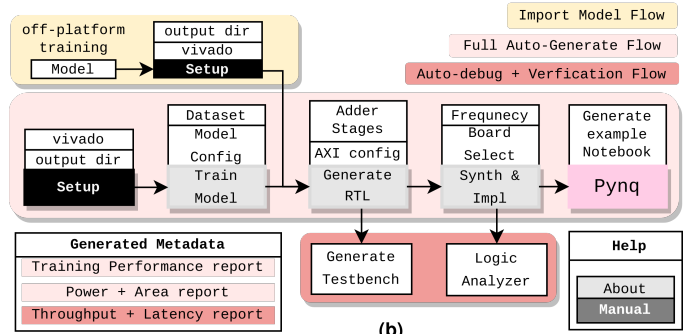 off-platform
training
Model
output dir
vivado
Setup
Import Model Flow
Full Auto-Generate Flow
Auto-debug + Verfication Flow
vivado
output dir
Setup
Dataset
Model
Config
Train
Model
Adder
Stages
AXI config
Generate
RTL
Frequnecy
Board
Select
Synth &
Impl
Generate
example
Notebook
Pynq
Generate
Testbench
Logic
Analyzer
Generated Metadata
Training Performance report
Power + Area report
Throughput + Latency report
Help
About
Manual
(b)